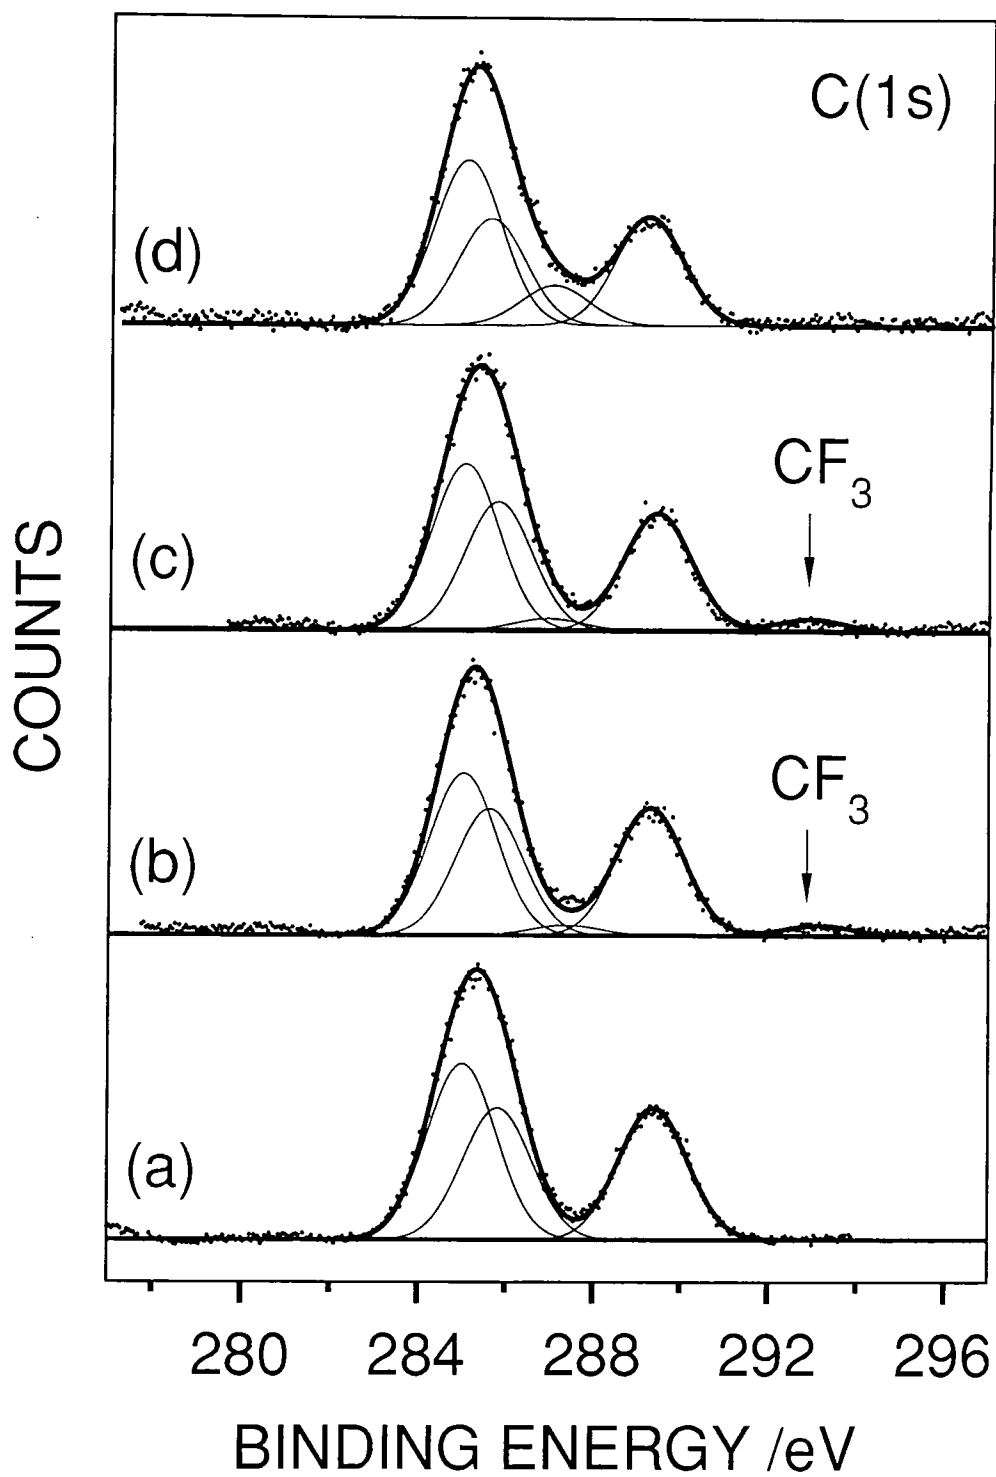 C(1s)
(d)
CF3
(c)
COUNTS
CF3
(b)
(a)
280 284 288 292 296
BINDING ENERGY /eV